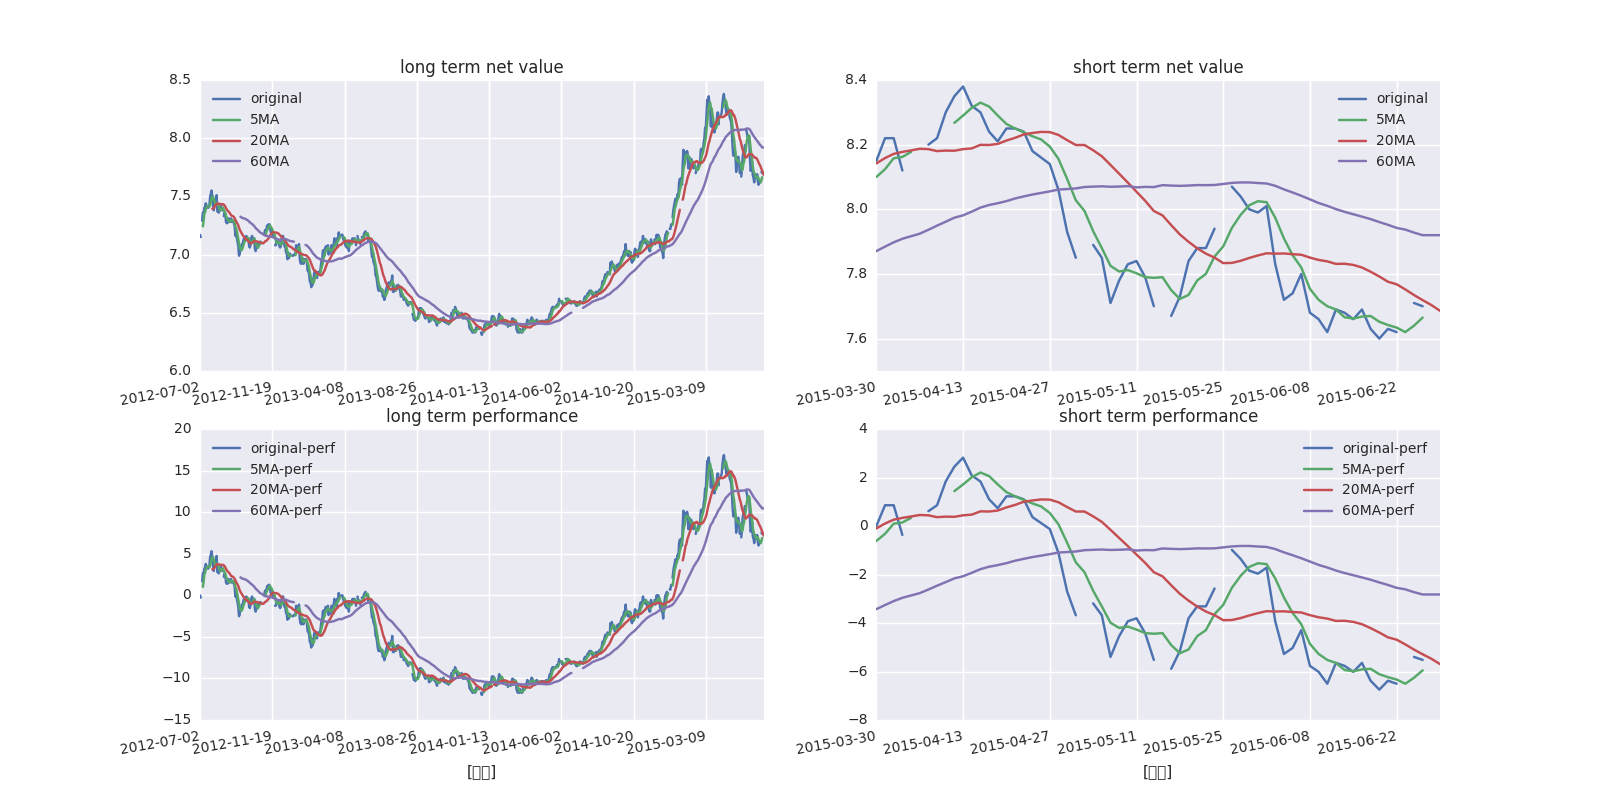 long term net value
8.5
8.0
7.5
7.0
6.5
6.0
original
5MA
20MA
60MA
2012-07-02 2012-11-19 2013-04-08 2013-08-26 2014-01-13 2014-06-02 2014-10-20 2015-03-09
short term net value
8.4
8.2
8.0
7.8
7.6
original
5MA
20MA
60MA
2015-03-30 2015-04-13 2015-04-27 2015-05-11 2015-05-25 2015-06-08 2015-06-22
long term performance
20
15
10
5
0
−5
−10
−15
original-perf
5MA-perf
20MA-perf
60MA-perf
2012-07-02 2012-11-19 2013-04-08 2013-08-26 2014-01-13 2014-06-02 2014-10-20 2015-03-09
short term performance
4
2
0
−2
−4
−6
−8
original-perf
5MA-perf
20MA-perf
60MA-perf
2015-03-30 2015-04-13 2015-04-27 2015-05-11 2015-05-25 2015-06-08 2015-06-22